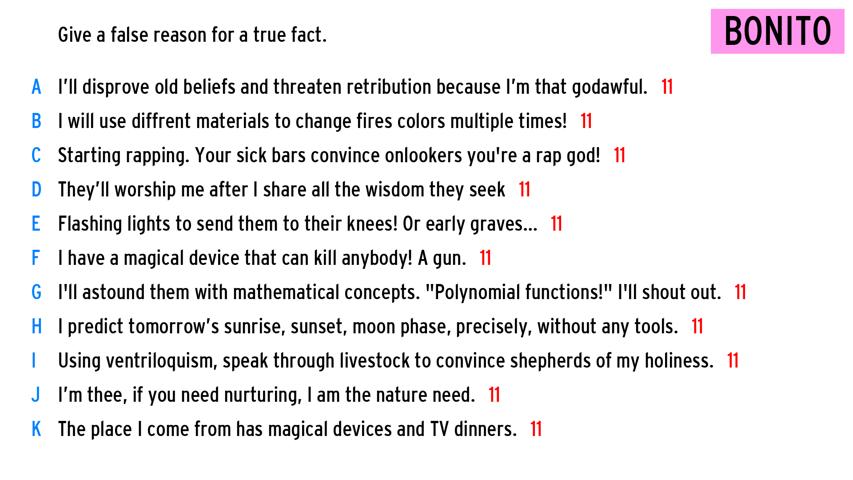 Give a false reason for a true fact.
BONITO
A I'll disprove old beliefs and threaten retribution because I'm that godawful. 11
B I will use diffrent materials to change fires colors multiple times! 11
C Starting rapping. Your sick bars convince onlookers you're a rap god! 11
D They'll worship me after I share all the wisdom they seek 11
E Flashing lights to send them to their knees! Or early graves... 11
F I have a magical device that can kill anybody! A gun. 11
G I'll astound them with mathematical concepts. "Polynomial functions!" I'll shout out. 11
H I predict tomorrow's sunrise, sunset, moon phase, precisely, without any tools. 11
I Using ventriloquism, speak through livestock to convince shepherds of my holiness. 11
J I'm thee, if you need nurturing, I am the nature need. 11
K The place I come from has magical devices and TV dinners. 11